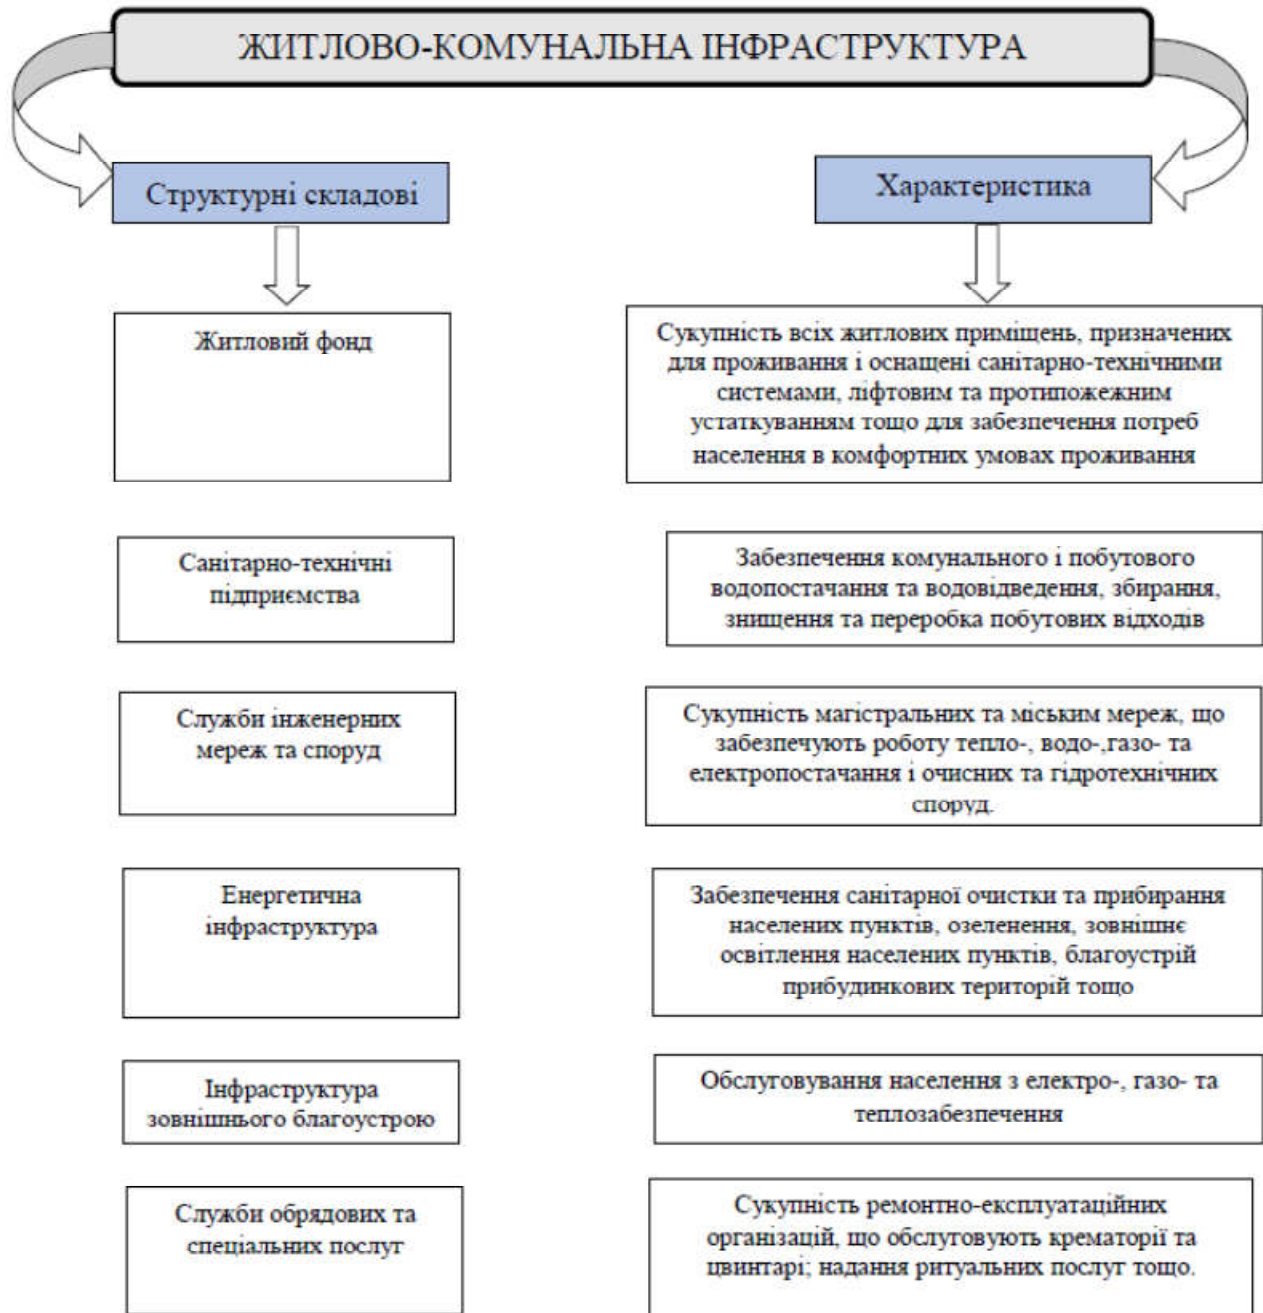 ЖИТЛОВО-КОМУНАЛЬНА ІНФРАСТРУКТУРА
Структурні складові
Характеристика
Житловий фонд
Сукупність всіх житлових приміщень, призначених
для проживання і оснащені санітарно-технічними
системами, ліфтовим та протипожежним
устаткуванням тощо для забезпечення потреб
населення в комфортних умовах проживання
Санітарно-технічні
підприємства
Забезпечення комунального і побутового
водопостачання та водовідведення, збирання,
знищення та переробка побутових відходів
Служби інженерних
мереж та споруд
Сукупність магістральних та міським мереж, що
забезпечують роботу тепло-, водо-,газо- та
електропостачання і очисних та гідротехнічних
споруд.
Енергетична
інфраструктура
Забезпечення санітарної очистки та прибирання
населених пунктів, озеленення, зовнішнє
освітлення населених пунктів, благоустрій
прибудинкових територій тощо
Інфраструктура
зовнішнього благоустрою
Обслуговування населення з електро-, газо- та
теплозабезпечення
Служби обрядових та
спеціальних послуг
Сукупність ремонтно-експлуатаційних
організацій, що обслуговують крематорії та
цвинтарі; надання ритуальних послуг тощо.